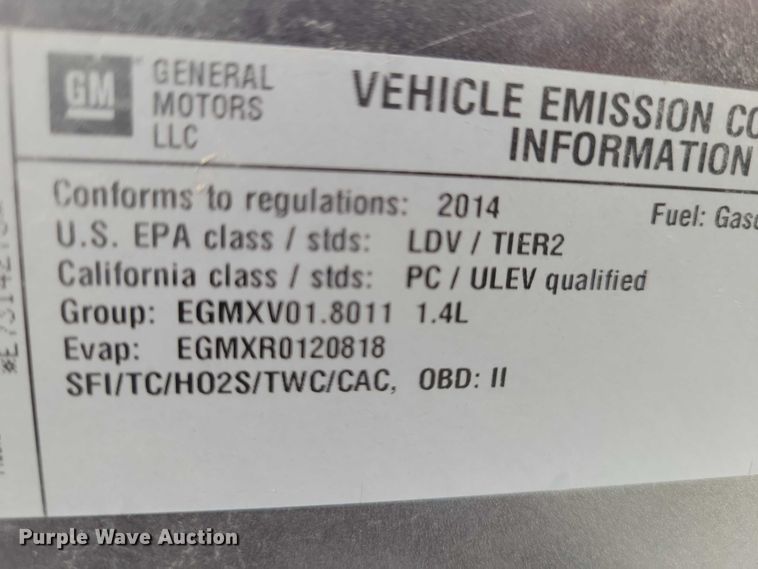 GM
GENERAL
MOTORS
LLC
VEHICLE EMISSION CO
INFORMATION
Conforms to regulations: 2014
Fuel: Gaso
U.S. EPA class / stds: LDV / TIER2
California class / stds: PC / ULEV qualified
Group: EGMXV01.8011 1.4L
Evap: EGMXR0120818
SFI/TC/HO2S/TWC/CAC, OBD: II
Purple Wave Auction